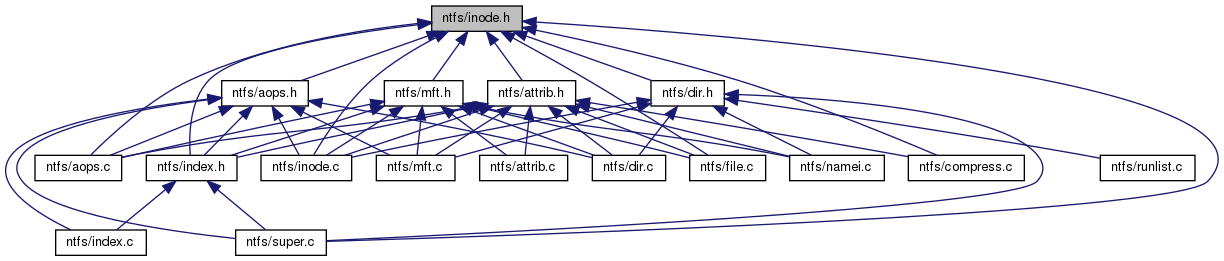 ntfs/inode.h
ntfs/aops.h
ntfs/mft.h
ntfs/attrib.h
ntfs/dir.h
ntfs/aops.c
ntfs/index.h
ntfs/inode.c
ntfs/mft.c
ntfs/attrib.c
ntfs/dir.c
ntfs/file.c
ntfs/namei.c
ntfs/compress.c
ntfs/runlist.c
ntfs/index.c
ntfs/super.c